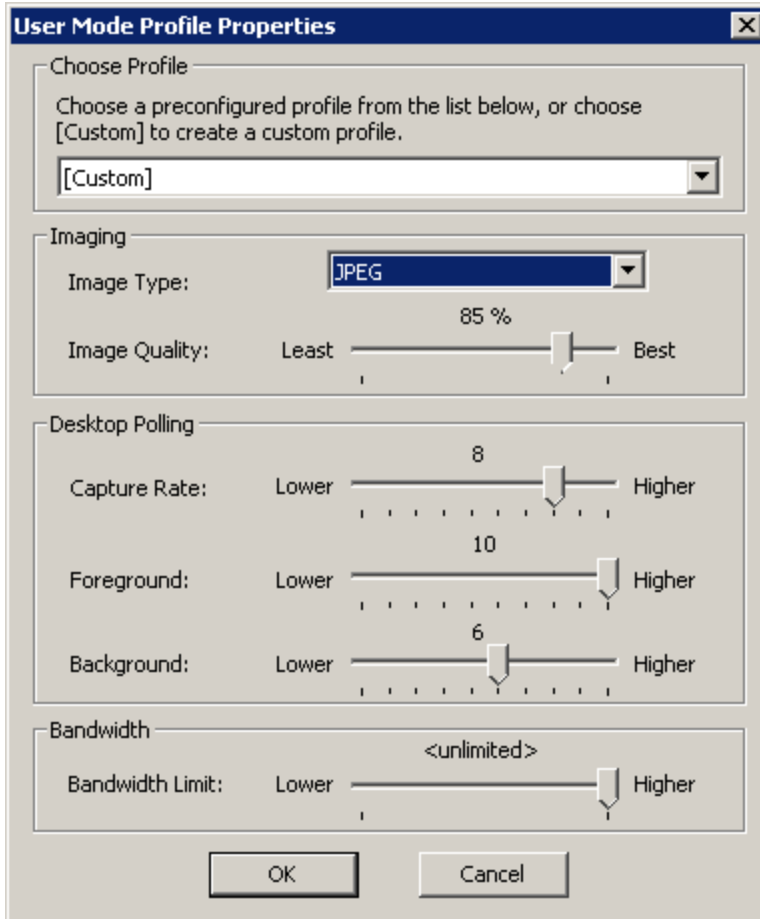 User Mode Profile Properties
Choose Profile
Choose a preconfigured profile from the list below, or choose
[Custom] to create a custom profile.
[Custom]
Imaging
Image Type: JPEG
85 %
Image Quality: Least Best
Desktop Polling
8
Capture Rate: Lower Higher
10
Foreground: Lower Higher
6
Background: Lower Higher
Bandwidth
<unlimited>
Bandwidth Limit: Lower Higher
OK Cancel